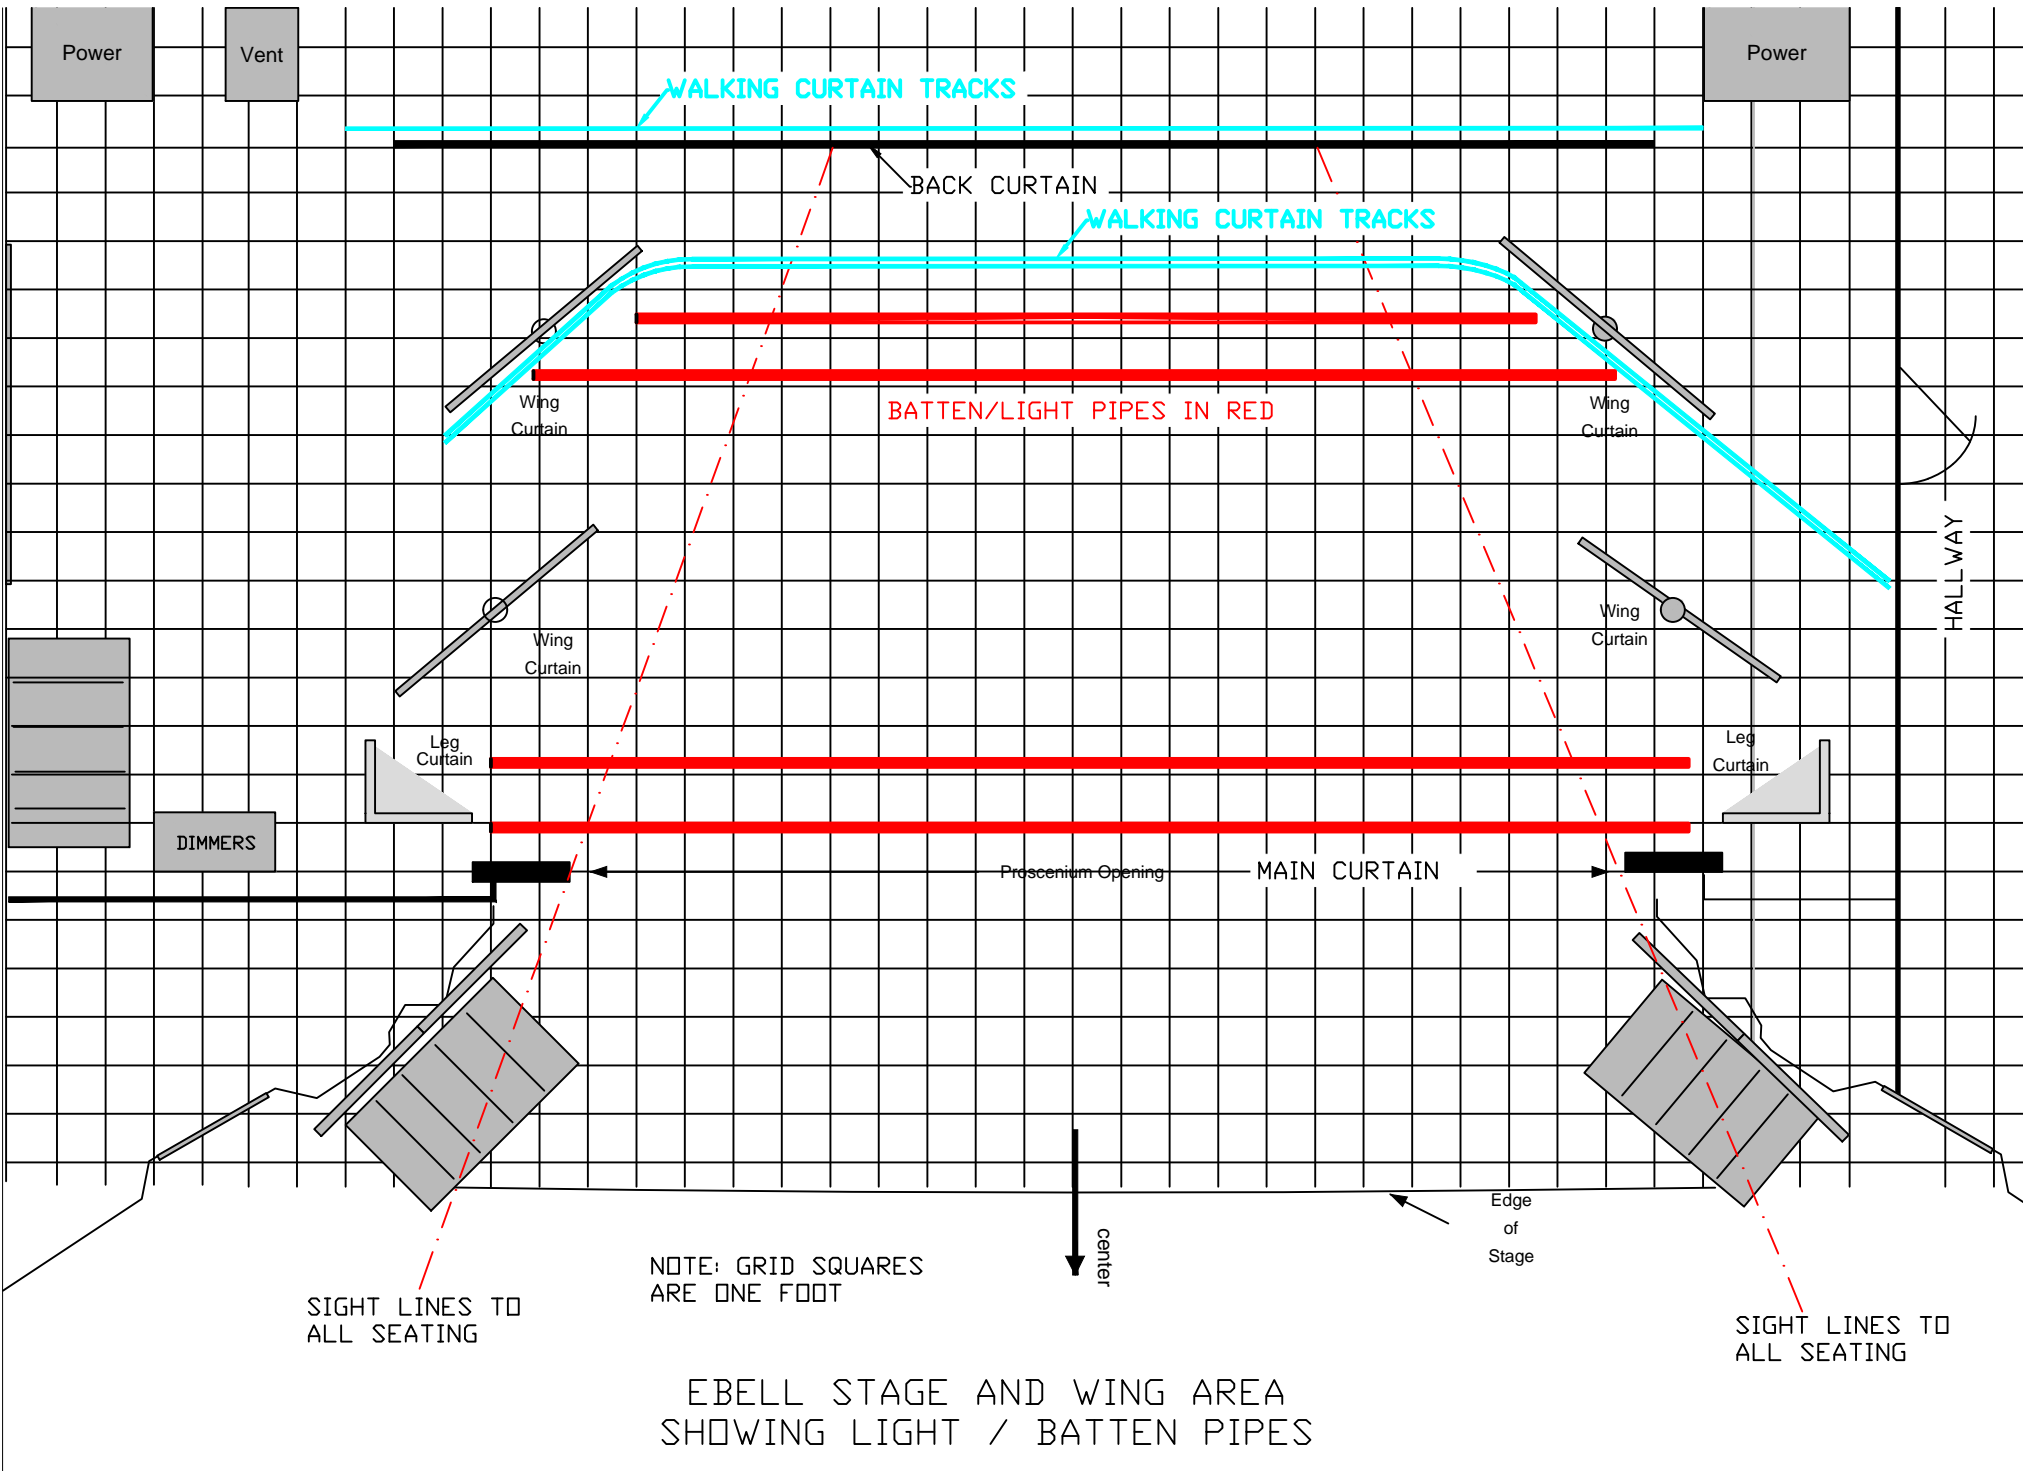 Power
Vent
Power
WALKING CURTAIN TRACKS
BACK CURTAIN
WALKING CURTAIN TRACKS
Wing
Curtain
BATTEN/LIGHT PIPES IN RED
Wing
Curtain
HALLWAY
Wing
Curtain
Wing
Curtain
Leg
Curtain
Leg
Curtain
DIMMERS
Proscenium Opening
MAIN CURTAIN
Edge
of
Stage
center
NOTE: GRID SQUARES
ARE ONE FOOT
SIGHT LINES TO
ALL SEATING
SIGHT LINES TO
ALL SEATING
EBELL STAGE AND WING AREA
SHOWING LIGHT / BATTEN PIPES